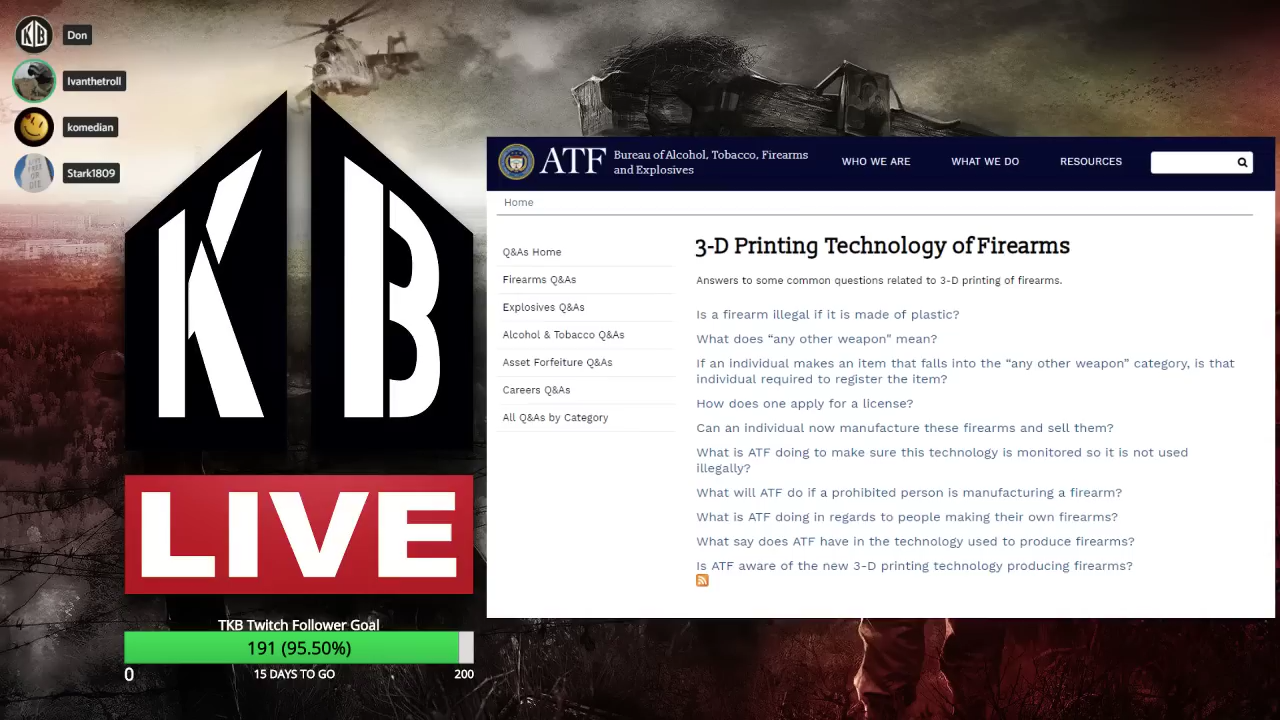 KB
Don
Ivanthetroll
komedian
LIVE
FREE
OR
DIE
Stark1809
KB
LIVE
TKB Twitch Follower Goal
191 (95.50%)
0
15 DAYS TO GO
200
ATF
Bureau of Alcohol, Tobacco, Firearms
and Explosives
WHO WE ARE
WHAT WE DO
RESOURCES
Home
Q&As Home
Firearms Q&As
Explosives Q&As
Alcohol & Tobacco Q&As
Asset Forfeiture Q&As
Careers Q&As
All Q&As by Category
3-D Printing Technology of Firearms
Answers to some common questions related to 3-D printing of firearms.
Is a firearm illegal if it is made of plastic?
What does “any other weapon” mean?
If an individual makes an item that falls into the “any other weapon” category, is that
individual required to register the item?
How does one apply for a license?
Can an individual now manufacture these firearms and sell them?
What is ATF doing to make sure this technology is monitored so it is not used
illegally?
What will ATF do if a prohibited person is manufacturing a firearm?
What is ATF doing in regards to people making their own firearms?
What say does ATF have in the technology used to produce firearms?
Is ATF aware of the new 3-D printing technology producing firearms?